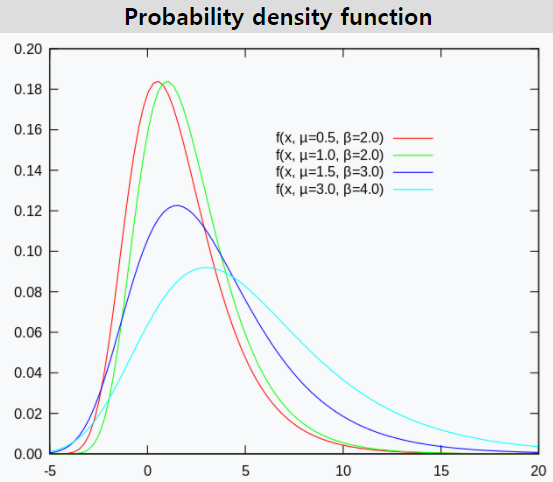 Probability density function
0.20
0.18
0.16
0.14
0.12
0.10
0.08
0.06
0.04
0.02
0.00
f(x, μ=0.5, β=2.0)
f(x, μ=1.0, β=2.0)
f(x, μ=1.5, β=3.0)
f(x, μ=3.0, β=4.0)
-5 0 5 10 15 20